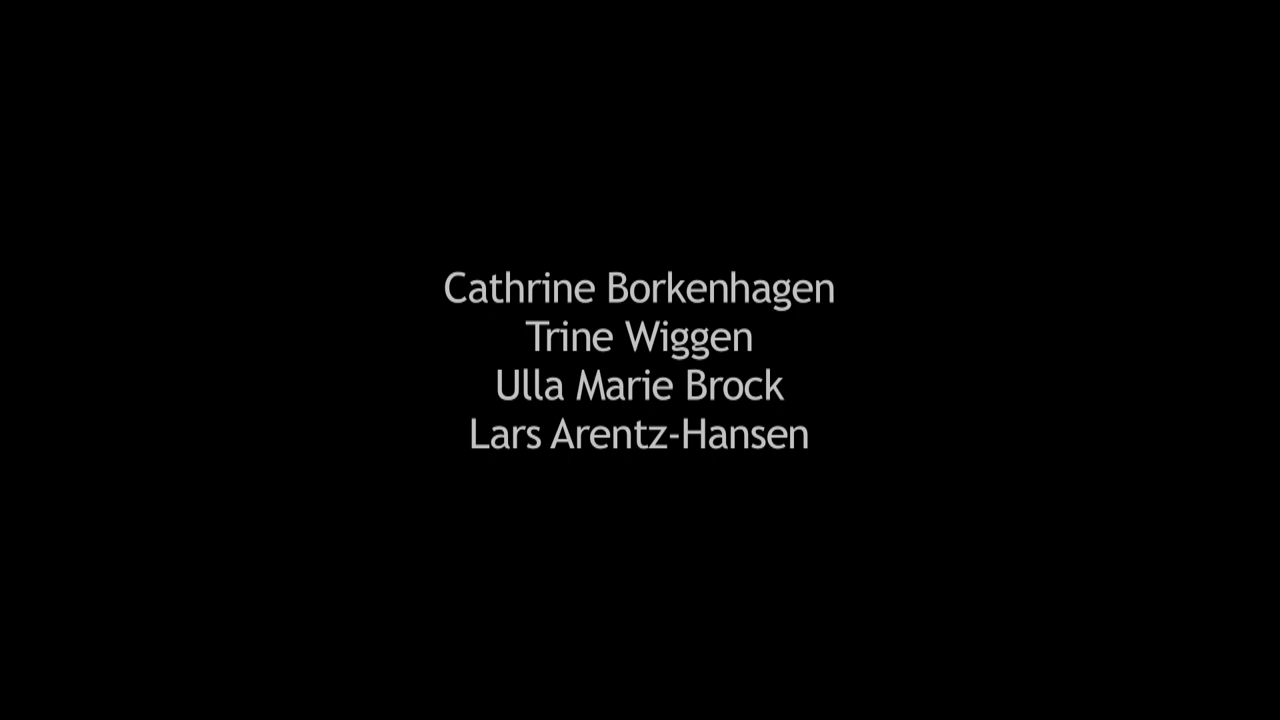 Cathrine Borkenhagen
Trine Wiggen
Ulla Marie Brock
Lars Arentz-Hansen